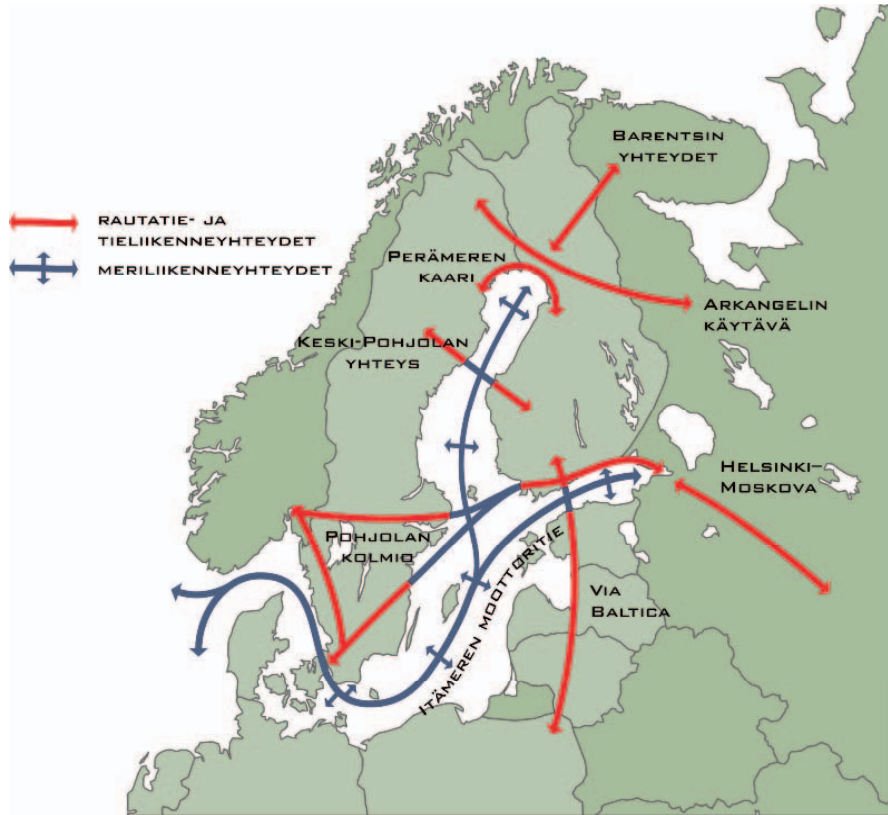 Barentsin
yhteydet
rautatie- ja
tieliikenneyhteydet
meriliikenneyhteydet
Perämeren
kaari
Arkangelin
käytävä
Keski-Pohjolan
yhteys
Helsinki–
Moskova
Pohjolan
kolmio
Itämeren moottoritie
Via
Baltica